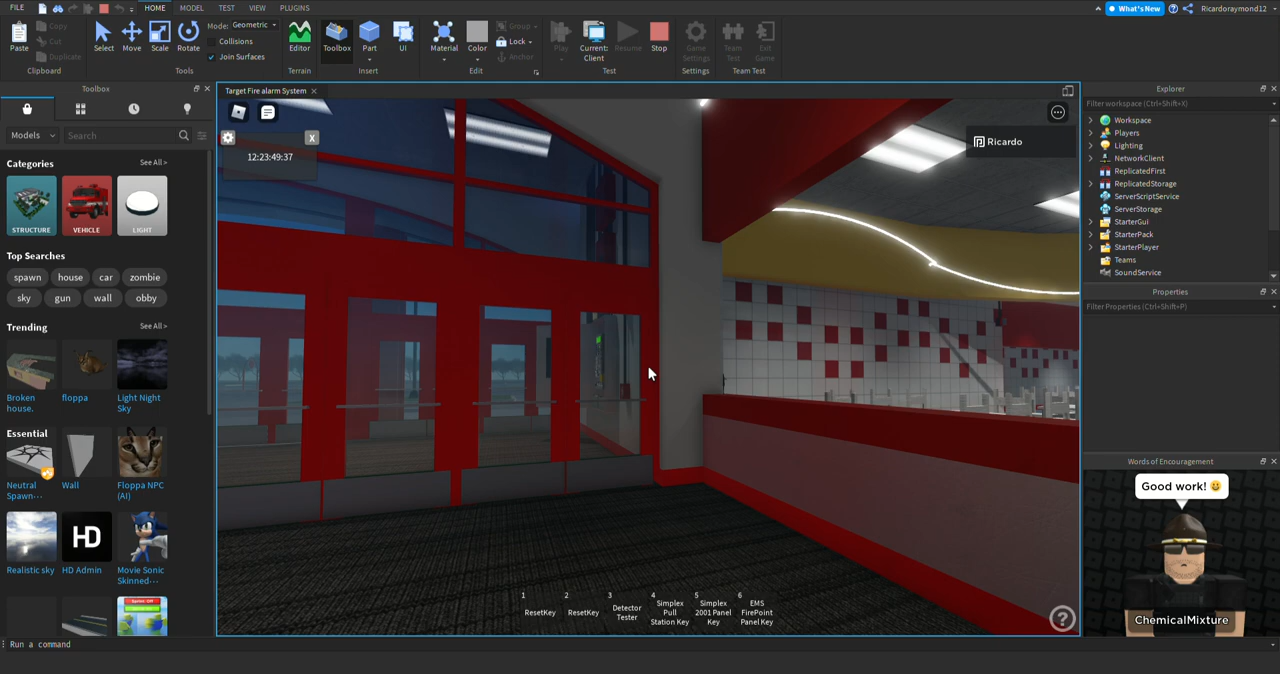 FILE
HOME
MODEL
TEST
VIEW
PLUGINS
What's New
Ricardoraymond12
Paste
Copy
Cut
Duplicate
Clipboard
Select
Move
Scale
Rotate
Mode: Geometric
Collisions
Join Surfaces
Tools
Editor
Terrain
Toolbox
Part
UI
Insert
Material
Color
Group
Lock
Anchor
Edit
Play
Current:
Client
Resume
Stop
Test
Game
Settings
Settings
Team
Test
Exit
Game
Team Test
Toolbox
Models
Search
Categories
See All >
STRUCTURE
VEHICLE
LIGHT
Top Searches
spawn
house
car
zombie
sky
gun
wall
obby
Trending
See All >
Broken
house.
floppa
Light Night
Sky
Essential
Neutral
Spawn···
Wall
Floppa NPC
(AI)
HD
Realistic sky
HD Admin
Movie Sonic
Skinned···
Target Fire alarm System
X
12:23:49:37
Ricardo
1
ResetKey
2
ResetKey
3
Detector
Tester
4
Simplex
Pull
Station Key
5
Simplex
2001 Panel
Key
6
EMS
FirePoint
Panel Key
?
Explorer
Filter workspace (Ctrl+Shift+X)
Workspace
Players
Lighting
NetworkClient
ReplicatedFirst
ReplicatedStorage
ServerScriptService
ServerStorage
StarterGui
StarterPack
StarterPlayer
Teams
SoundService
Properties
Filter Properties (Ctrl+Shift+P)
Words of Encouragement
Good work! 😃
ChemicalMixture
Run a command